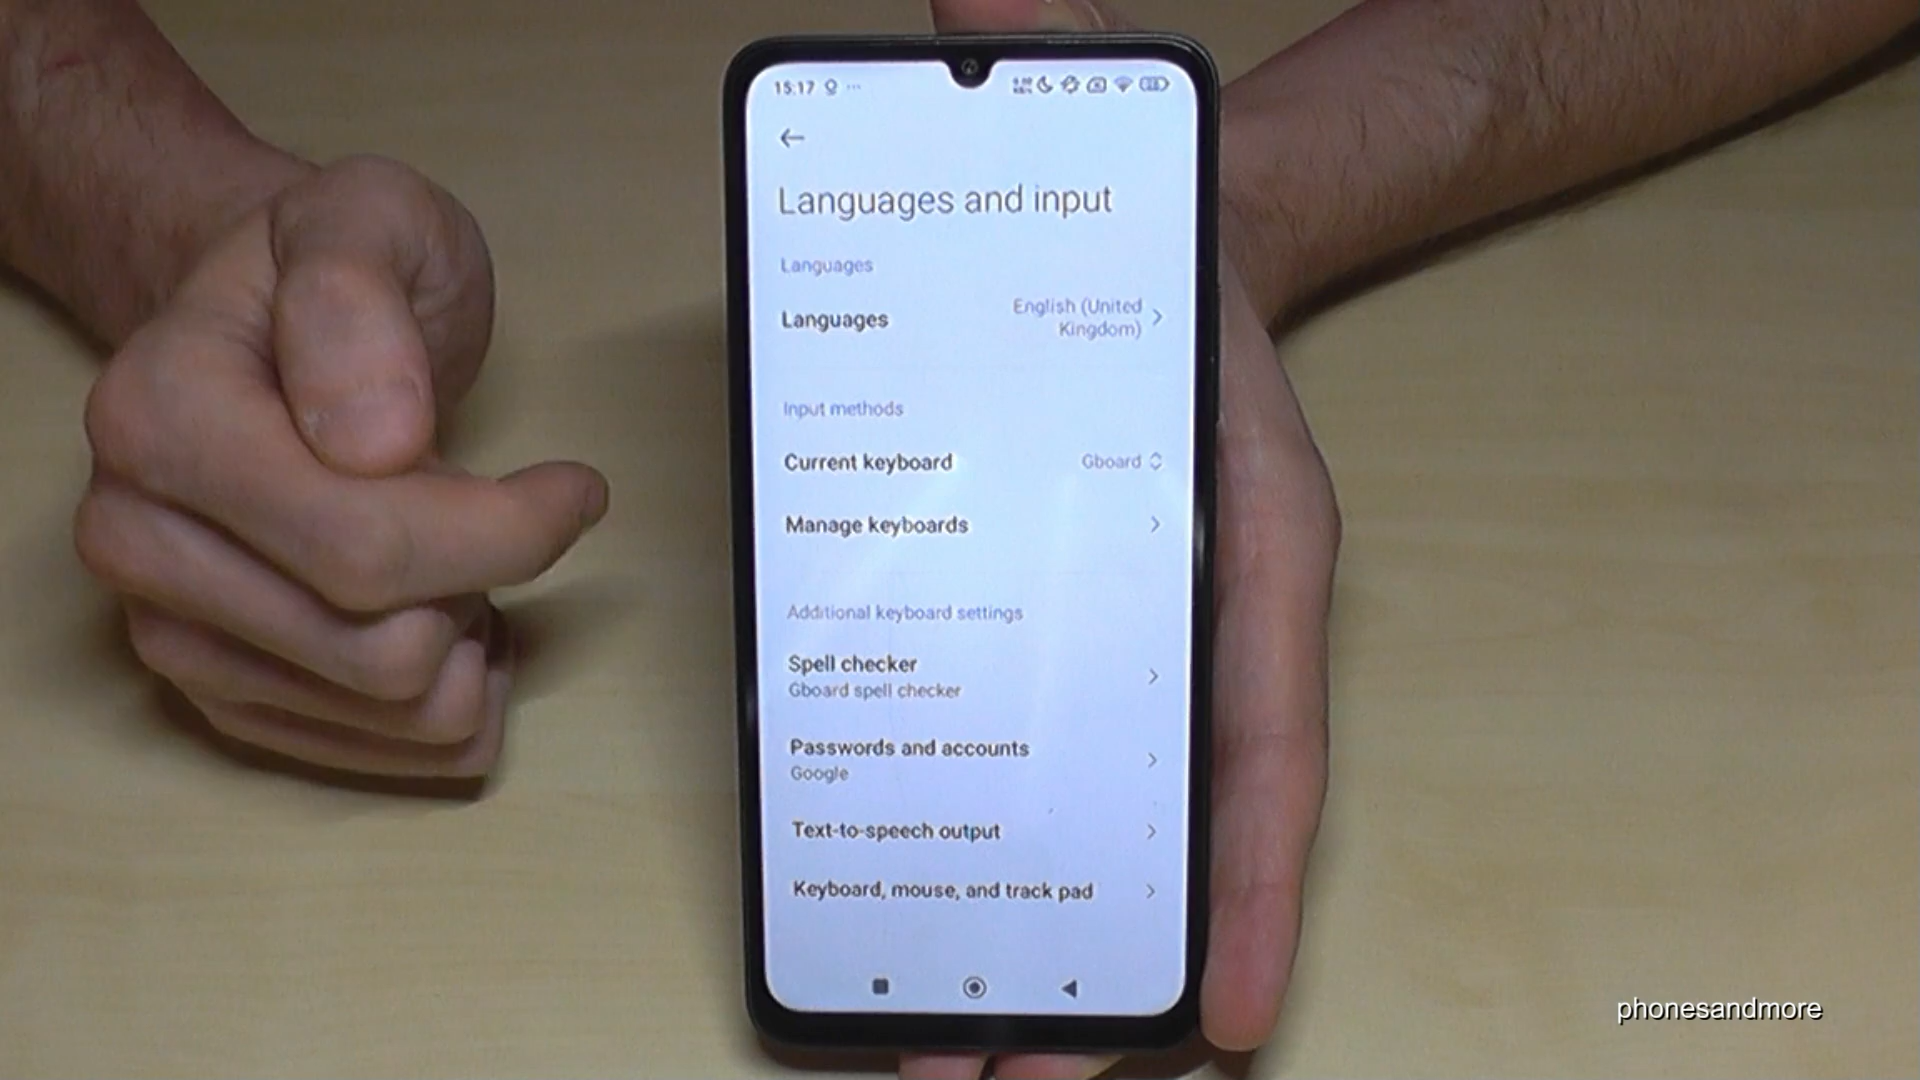 15:17
Languages and input
Languages
Languages
English (United
Kingdom)
Input methods
Current keyboard
Gboard
Manage keyboards
Additional keyboard settings
Spell checker
Gboard spell checker
Passwords and accounts
Google
Text-to-speech output
Keyboard, mouse, and track pad
phonesandmore